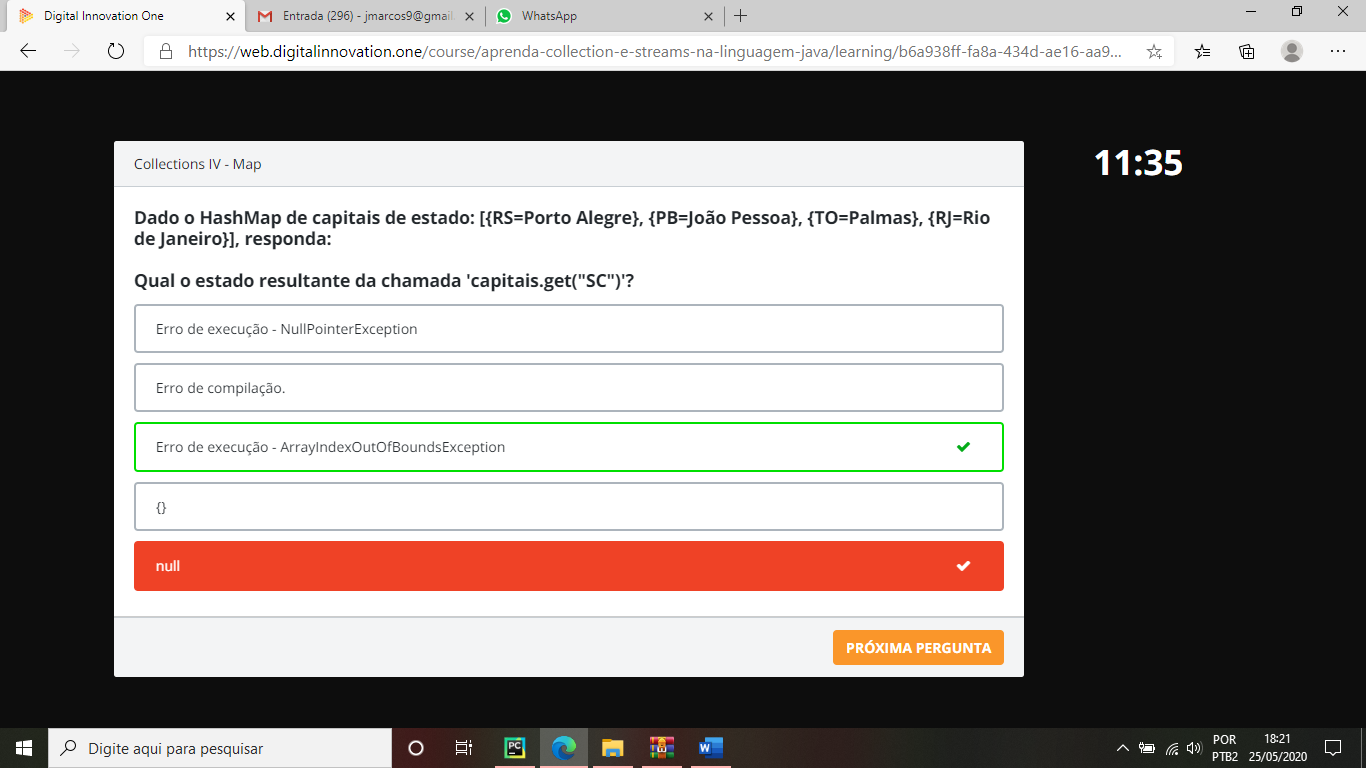 Digital Innovation One
Entrada (296) - jmarcos9@gmail.
WhatsApp
https://web.digitalinnovation.one/course/aprenda-collection-e-streams-na-linguagem-java/learning/b6a938ff-fa8a-434d-ae16-aa9...
Collections IV - Map
11:35
Dado o HashMap de capitais de estado: [{RS=Porto Alegre}, {PB=João Pessoa}, {TO=Palmas}, {RJ=Rio
de Janeiro}], responda:
Qual o estado resultante da chamada 'capitais.get("SC")'?
Erro de execução - NullPointerException
Erro de compilação.
Erro de execução - ArrayIndexOutOfBoundsException
{}
null
PRÓXIMA PERGUNTA
Digite aqui para pesquisar
PC
W
POR
PTB2
18:21
25/05/2020